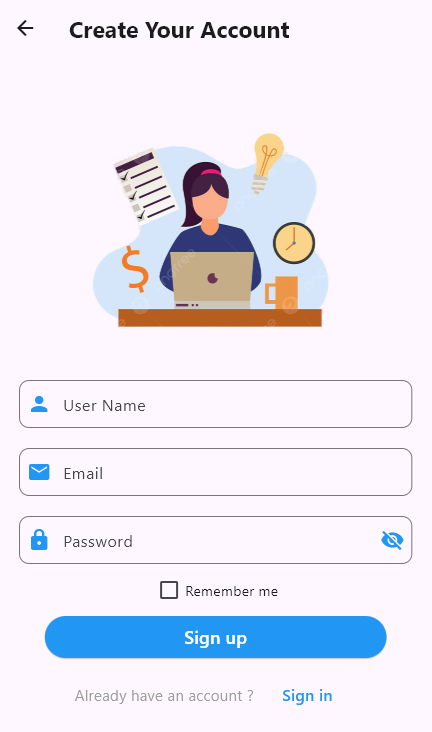 Create Your Account
$
User Name
Email
Password
Remember me
Sign up
Already have an account ? Sign in